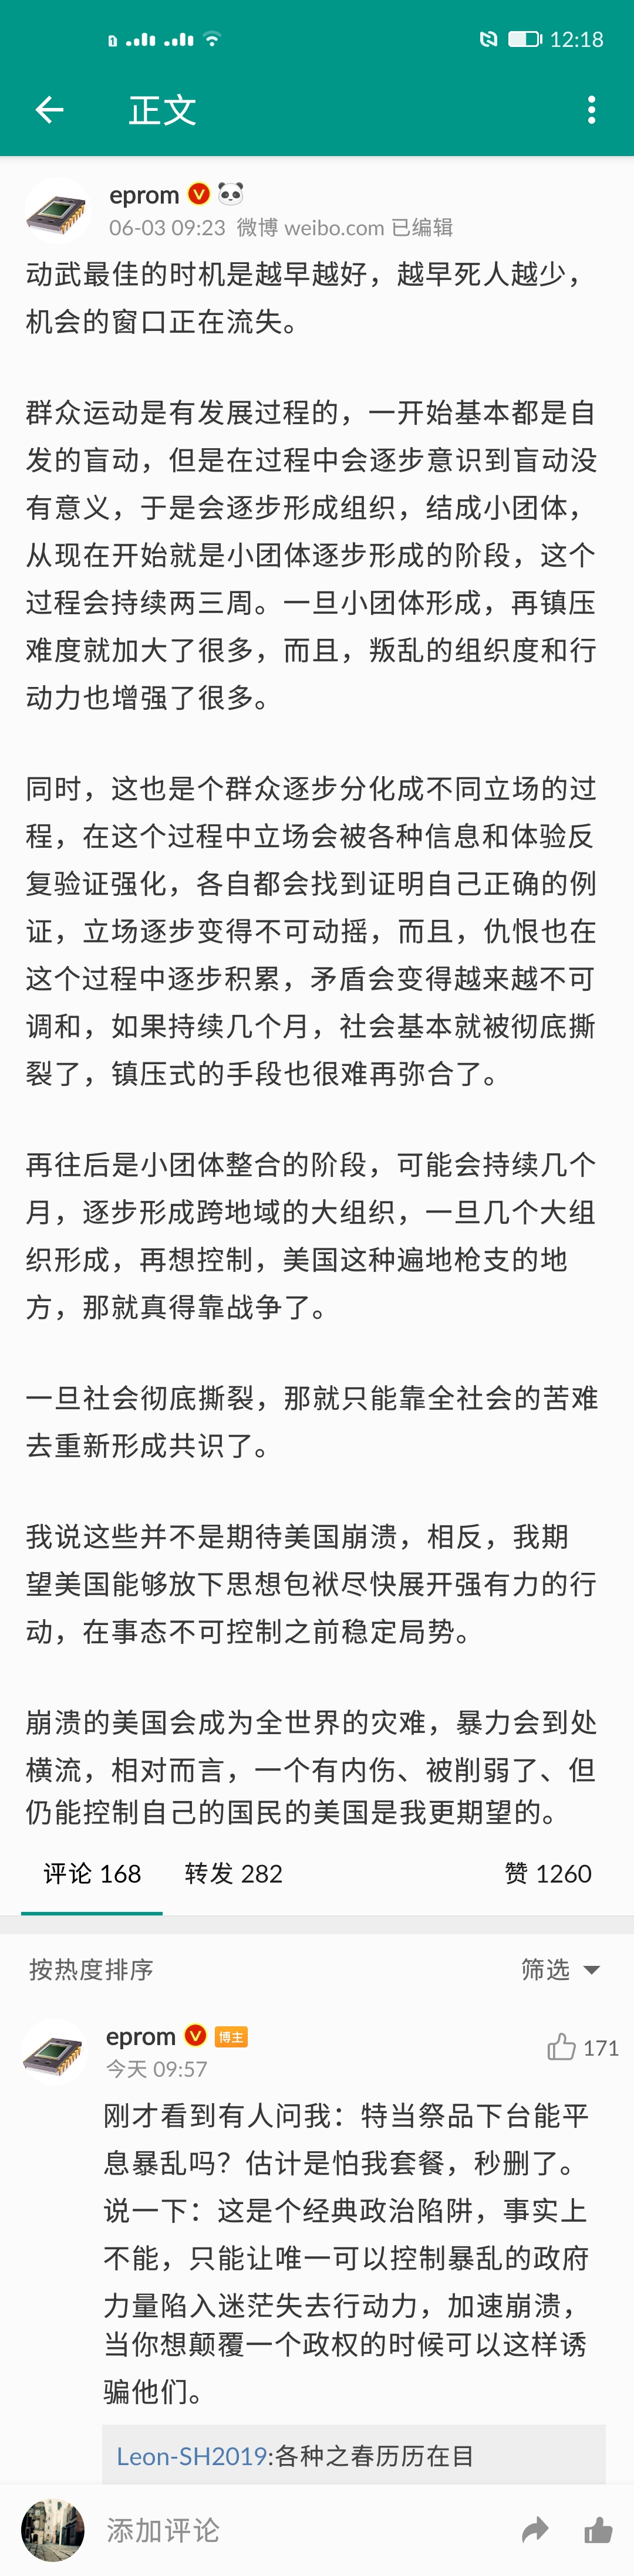 12:18
正文
eprom
06-03 09:23 微博 weibo.com 已编辑
动武最佳的时机是越早越好，越早死人越少，
机会的窗口正在流失。
群众运动是有发展过程的，一开始基本都是自
发的盲动，但是在过程中会逐步意识到盲动没
有意义，于是会逐步形成组织，结成小团体，
从现在开始就是小团体逐步形成的阶段，这个
过程会持续两三周。一旦小团体形成，再镇压
难度就加大了很多，而且，叛乱的组织度和行
动力也增强了很多。
同时，这也是个群众逐步分化成不同立场的过
程，在这个过程中立场会被各种信息和体验反
复验证强化，各自都会找到证明自己正确的例
证，立场逐步变得不可动摇，而且，仇恨也在
这个过程中逐步积累，矛盾会变得越来越不可
调和，如果持续几个月，社会基本就被彻底撕
裂了，镇压式的手段也很难再弥合了。
再往后是小团体整合的阶段，可能会持续几个
月，逐步形成跨地域的大组织，一旦几个大组
织形成，再想控制，美国这种遍地枪支的地
方，那就真得靠战争了。
一旦社会彻底撕裂，那就只能靠全社会的苦难
去重新形成共识了。
我说这些并不是期待美国崩溃，相反，我期
望美国能够放下思想包袱尽快展开强有力的行
动，在事态不可控制之前稳定局势。
崩溃的美国会成为全世界的灾难，暴力会到处
横流，相对而言，一个有内伤、被削弱了、但
仍能控制自己的国民的美国是我更期望的。
评论 168 转发 282 赞 1260
按热度排序 筛选
eprom 博主
171
今天 09:57
刚才看到有人问我：特当祭品下台能平
息暴乱吗？估计是怕我套餐，秒删了。
说一下：这是个经典政治陷阱，事实上
不能，只能让唯一可以控制暴乱的政府
力量陷入迷茫失去行动力，加速崩溃，
当你想颠覆一个政权的时候可以这样诱
骗他们。
Leon-SH2019:各种之春历历在目
添加评论